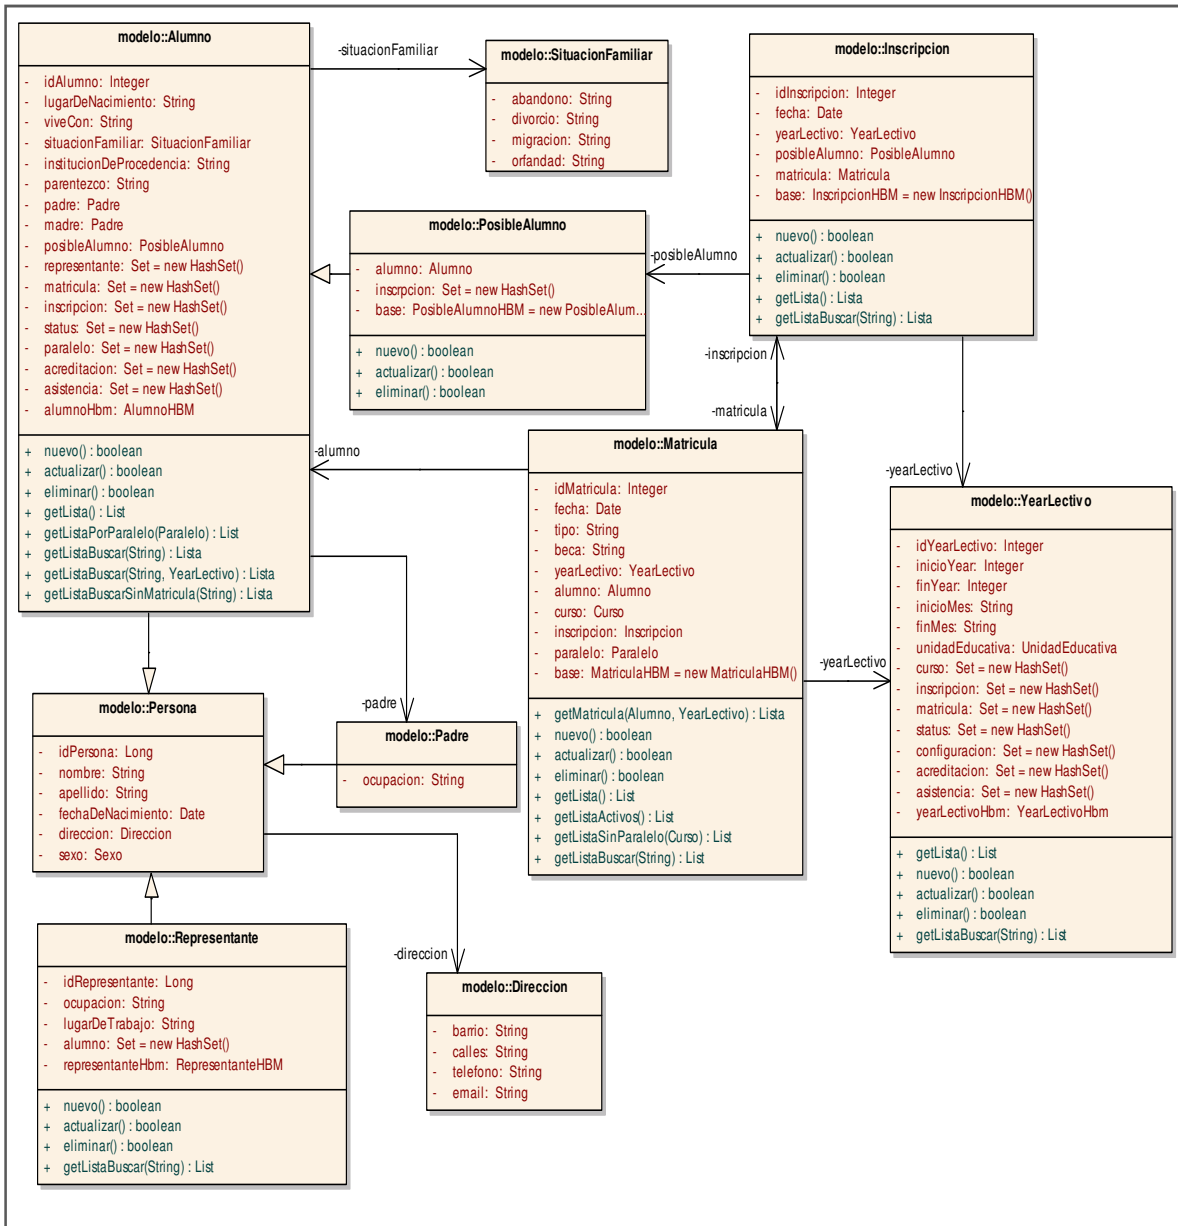 modelo::Alumno
- idAlumno: Integer
- lugarDeNacimiento: String
- viveCon: String
- situacionFamiliar: SituacionFamiliar
- institucionDeProcedencia: String
- parentezco: String
- padre: Padre
- madre: Padre
- posibleAlumno: PosibleAlumno
- representante: Set = new HashSet()
- matricula: Set = new HashSet()
- inscripcion: Set = new HashSet()
- status: Set = new HashSet()
- paralelo: Set = new HashSet()
- acreditacion: Set = new HashSet()
- asistencia: Set = new HashSet()
- alumnoHbm: AlumnoHBM
+ nuevo() : boolean
+ actualizar() : boolean
+ eliminar() : boolean
+ getLista() : List
+ getListaPorParalelo(Paralelo) : List
+ getListaBuscar(String) : Lista
+ getListaBuscar(String, YearLectivo) : Lista
+ getListaBuscarSinMatricula(String) : Lista
-situacionFamiliar
modelo::SituacionFamiliar
- abandono: String
- divorcio: String
- migracion: String
- orfandad: String
modelo::Inscripcion
- idInscripcion: Integer
- fecha: Date
- yearLectivo: YearLectivo
- posibleAlumno: PosibleAlumno
- matricula: Matricula
- base: InscripcionHBM = new InscripcionHBM()
+ nuevo() : boolean
+ actualizar() : boolean
+ eliminar() : boolean
+ getLista() : Lista
+ getListaBuscar(String) : Lista
modelo::PosibleAlumno
- alumno: Alumno
- inscrpcion: Set = new HashSet()
- base: PosibleAlumnoHBM = new PosibleAlum...
+ nuevo() : boolean
+ actualizar() : boolean
+ eliminar() : boolean
-posibleAlumno
-inscripcion
-matricula
-alumno
-yearLectivo
modelo::Matricula
- idMatricula: Integer
- fecha: Date
- tipo: String
- beca: String
- yearLectivo: YearLectivo
- alumno: Alumno
- curso: Curso
- inscripcion: Inscripcion
- paralelo: Paralelo
- base: MatriculaHBM = new MatriculaHBM()
+ getMatricula(Alumno, YearLectivo) : Lista
+ nuevo() : boolean
+ actualizar() : boolean
+ eliminar() : boolean
+ getLista() : List
+ getListaActivos() : List
+ getListaSinParalelo(Curso) : List
+ getListaBuscar(String) : List
-yearLectivo
modelo::YearLectivo
- idYearLectivo: Integer
- inicioYear: Integer
- finYear: Integer
- inicioMes: String
- finMes: String
- unidadEducativa: UnidadEducativa
- curso: Set = new HashSet()
- inscripcion: Set = new HashSet()
- matricula: Set = new HashSet()
- status: Set = new HashSet()
- configuracion: Set = new HashSet()
- acreditacion: Set = new HashSet()
- asistencia: Set = new HashSet()
- yearLectivoHbm: YearLectivoHbm
+ getLista() : List
+ nuevo() : boolean
+ actualizar() : boolean
+ eliminar() : boolean
+ getListaBuscar(String) : List
modelo::Persona
- idPersona: Long
- nombre: String
- apellido: String
- fechaDeNacimiento: Date
- direccion: Direccion
- sexo: Sexo
-padre
modelo::Padre
- ocupacion: String
modelo::Representante
- idRepresentante: Long
- ocupacion: String
- lugarDeTrabajo: String
- alumno: Set = new HashSet()
- representanteHbm: RepresentanteHBM
+ nuevo() : boolean
+ actualizar() : boolean
+ eliminar() : boolean
+ getListaBuscar(String) : List
-direccion
modelo::Direccion
- barrio: String
- calles: String
- telefono: String
- email: String